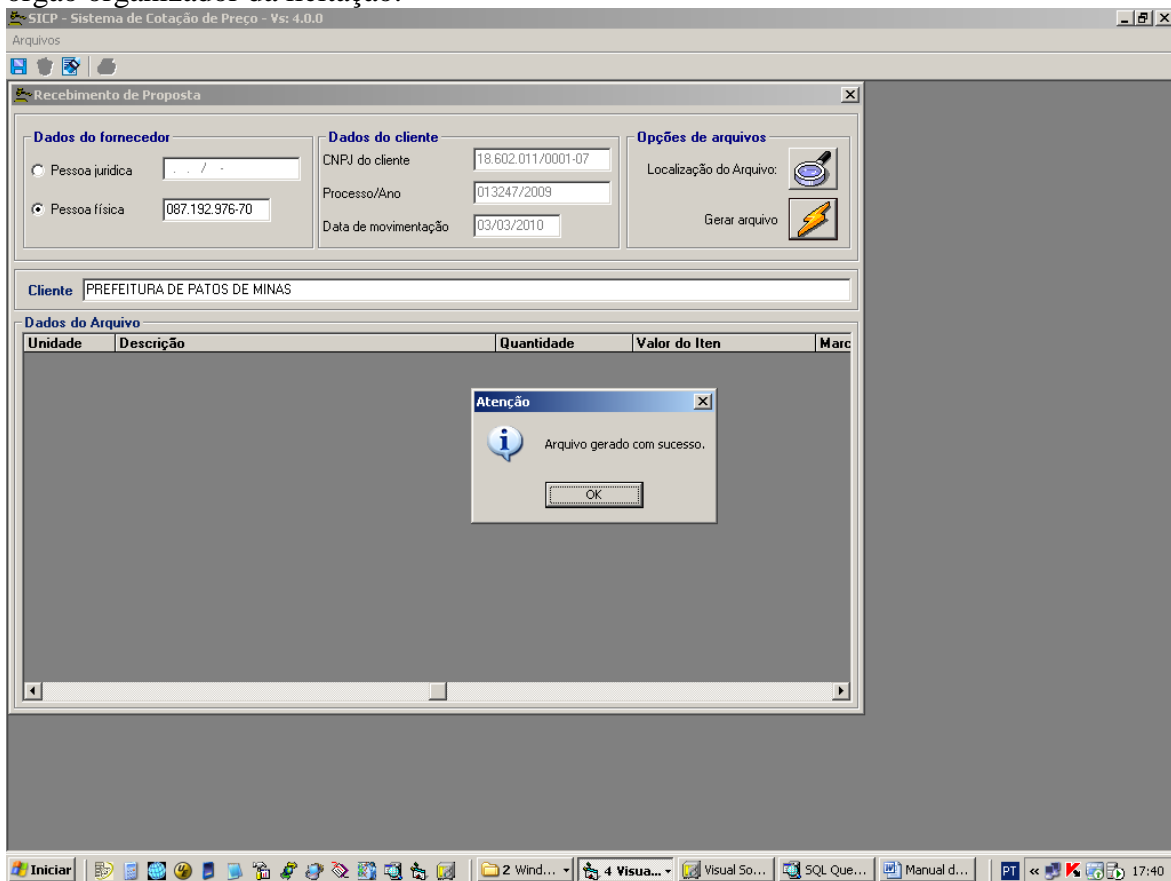 órgão organizador da licitação.
SICP - Sistema de Cotação de Preço - Vs: 4.0.0
Arquivos
Recebimento de Proposta
Dados do fornecedor
Pessoa juridica . . / -
Pessoa física 087.192.976-70
Dados do cliente
CNPJ do cliente 18.602.011/0001-07
Processo/Ano 013247/2009
Data de movimentação 03/03/2010
Opções de arquivos
Localização do Arquivo:
Gerar arquivo
Cliente PREFEITURA DE PATOS DE MINAS
Dados do Arquivo
Unidade Descrição Quantidade Valor do Iten Marc
Atenção
Arquivo gerado com sucesso.
OK
Iniciar 2 Wind... 4 Visua... Visual So... SQL Que... Manual d... PT « 17:40